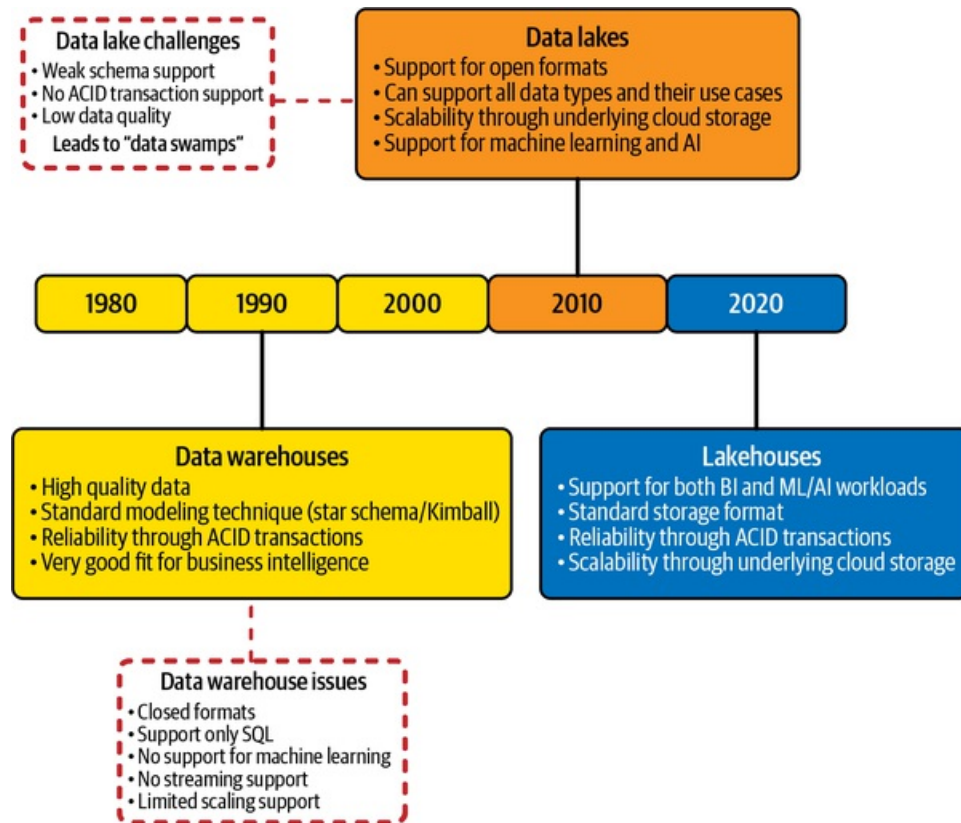 Data lake challenges
• Weak schema support
• No ACID transaction support
• Low data quality
Leads to “data swamps”
Data lakes
• Support for open formats
• Can support all data types and their use cases
• Scalability through underlying cloud storage
• Support for machine learning and AI
1980
1990
2000
2010
2020
Data warehouses
• High quality data
• Standard modeling technique (star schema/Kimball)
• Reliability through ACID transactions
• Very good fit for business intelligence
Lakehouses
• Support for both BI and ML/AI workloads
• Standard storage format
• Reliability through ACID transactions
• Scalability through underlying cloud storage
Data warehouse issues
• Closed formats
• Support only SQL
• No support for machine learning
• No streaming support
• Limited scaling support